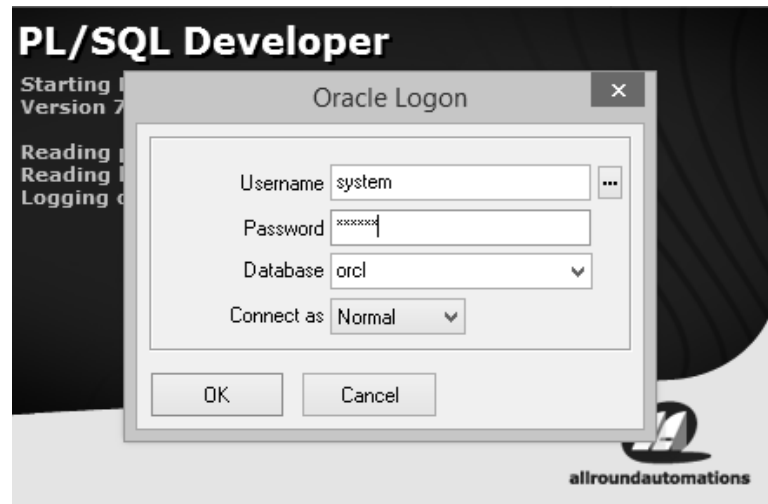 PL/SQL Developer
Starting
Version 7
Reading
Reading
Logging
Oracle Logon
Username system
Password ******
Database orcl
Connect as Normal
OK Cancel
allroundautomations